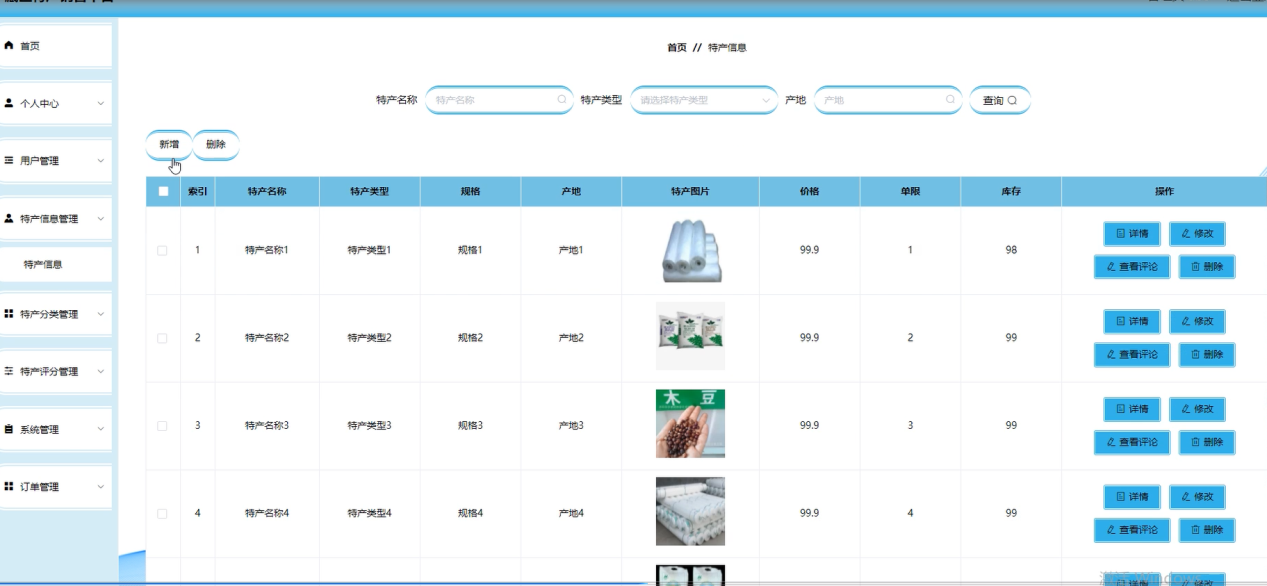 首页
个人中心
用户管理
特产信息管理
特产信息
特产分类管理
特产评分管理
系统管理
订单管理
首页 // 特产信息
特产名称 特产名称 特产类型 请选择特产类型 产地 产地 查询
新增 删除
索引 特产名称 特产类型 规格 产地 特产图片 价格 单限 库存 操作
1 特产名称1 特产类型1 规格1 产地1 99.9 1 98 详情 修改
查看评论 删除
2 特产名称2 特产类型2 规格2 产地2 99.9 2 99 详情 修改
查看评论 删除
木豆
3 特产名称3 特产类型3 规格3 产地3 99.9 3 99 详情 修改
查看评论 删除
4 特产名称4 特产类型4 规格4 产地4 99.9 4 99 详情 修改
查看评论 删除
详情 修改